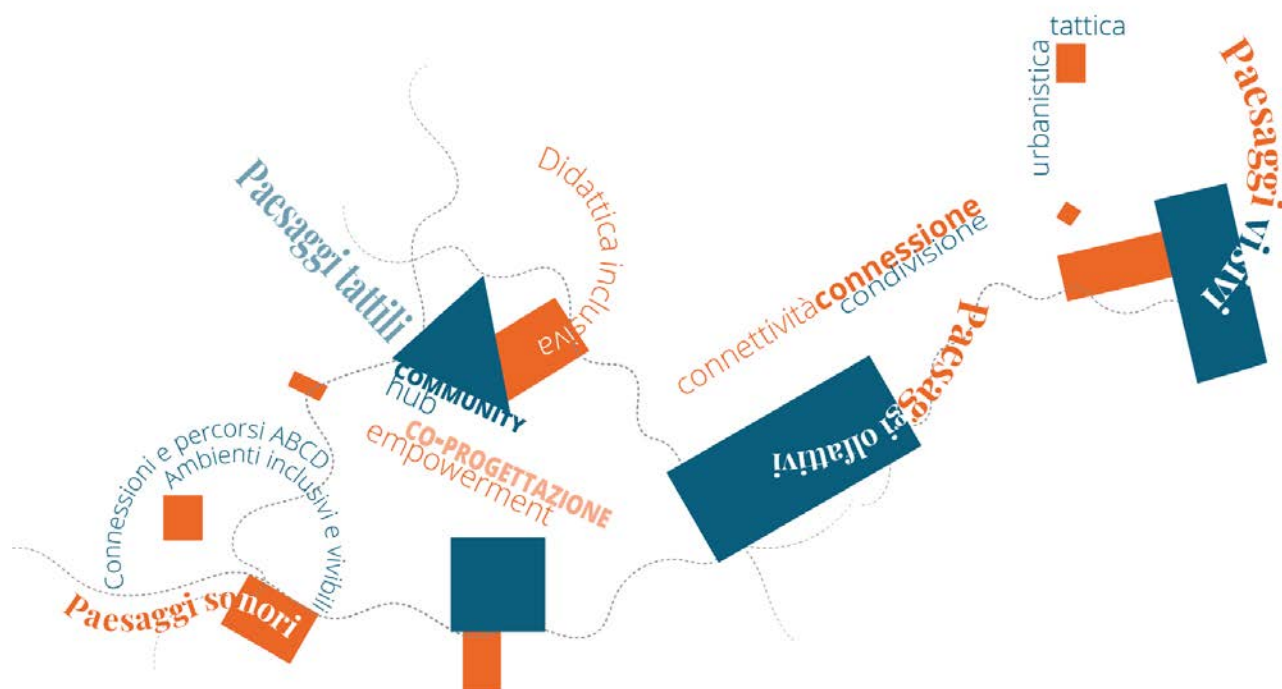 tattica
urbanistica
Paesaggi visivi
Didattica inclusiva
Paesaggi tattili
connettività connessione
condivisione
Paesaggi olfattivi
COMMUNITY
hub
CO-PROGETTAZIONE
empowerment
Connessioni e percorsi ABCD
Ambienti inclusivi e vivibili
Paesaggi sonori